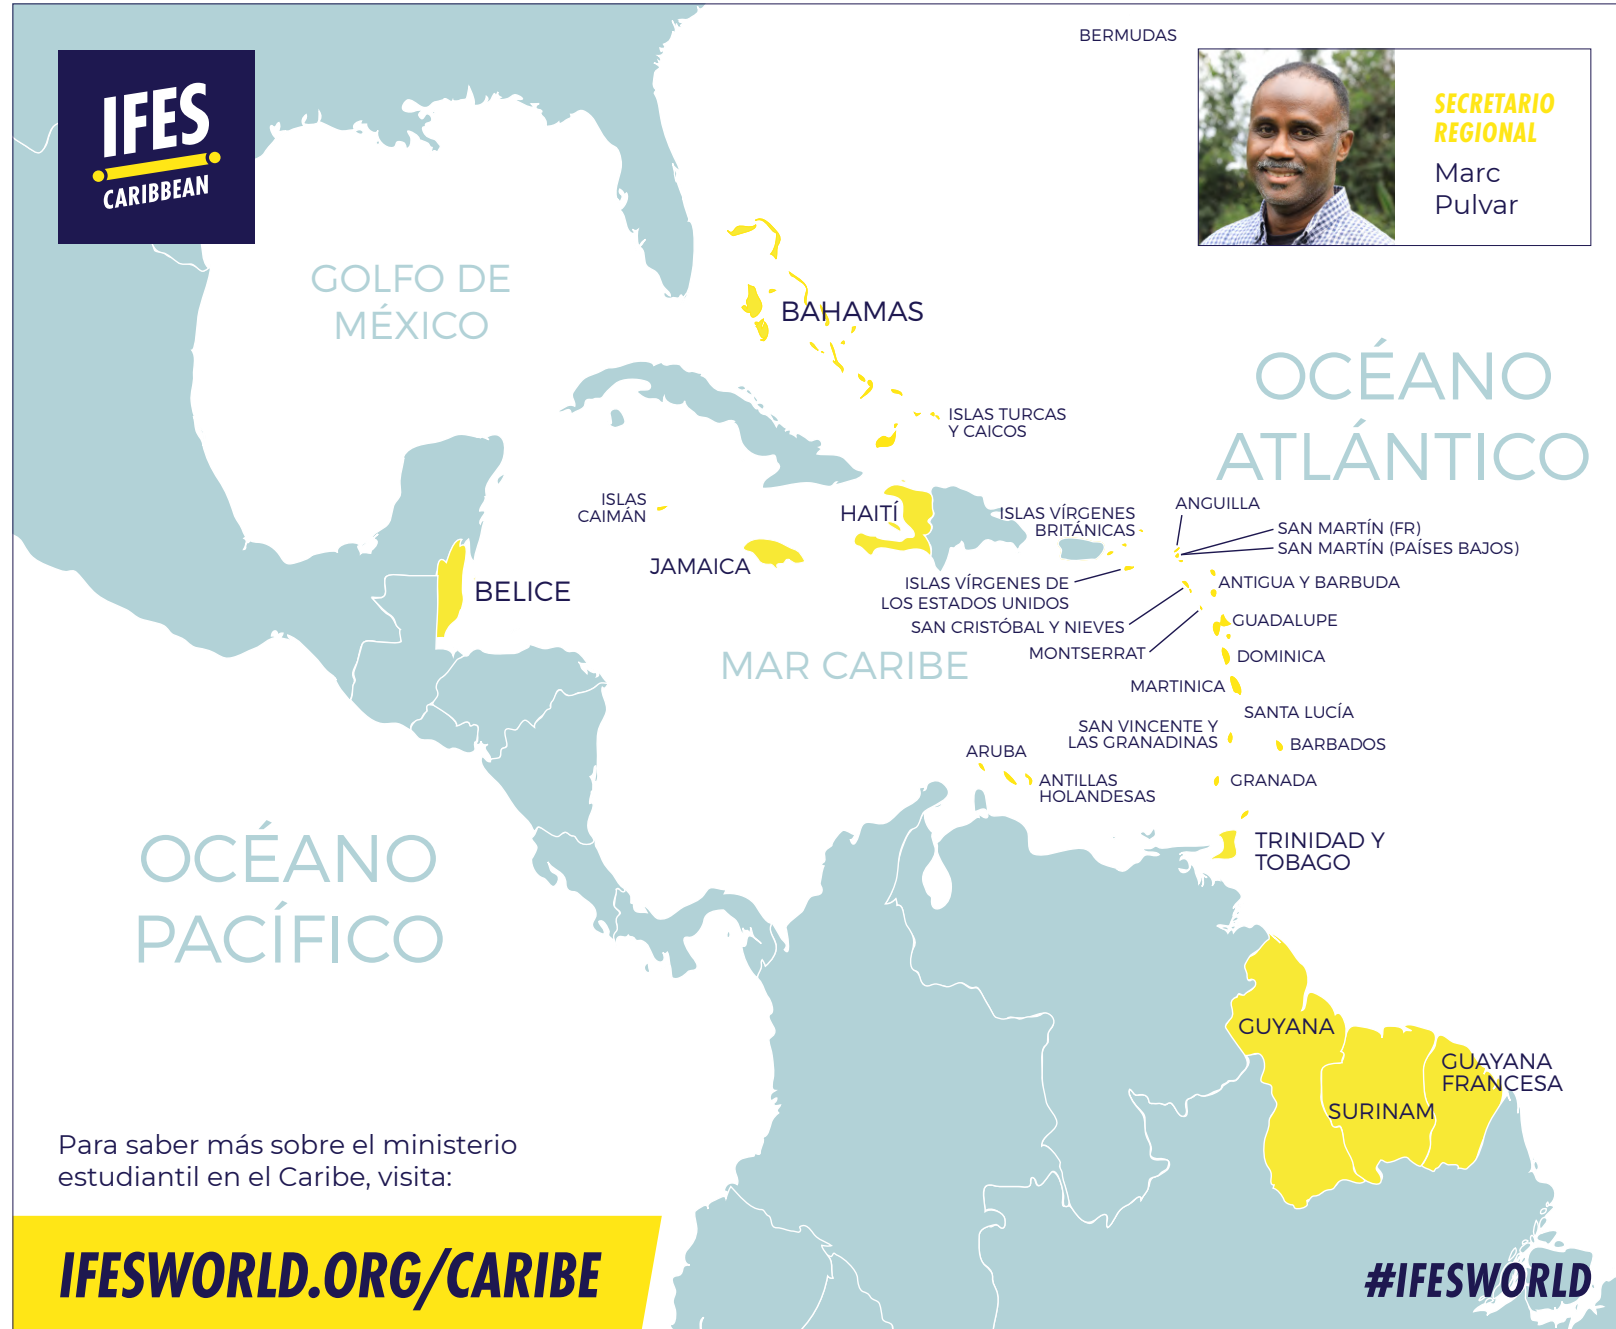 BERMUDAS
IFES
CARIBBEAN
SECRETARIO
REGIONAL
Marc
Pulvar
GOLFO DE
MÉXICO
BAHAMAS
OCÉANO
ATLÁNTICO
ISLAS TURCAS
Y CAICOS
ISLAS
CAIMÁN
HAITÍ
JAMAICA
BELICE
ISLAS VÍRGENES
BRITÁNICAS
ANGUILLA
SAN MARTÍN (FR)
SAN MARTÍN (PAÍSES BAJOS)
ISLAS VÍRGENES DE
LOS ESTADOS UNIDOS
ANTIGUA Y BARBUDA
SAN CRISTÓBAL Y NIEVES
GUADALUPE
MONTSERRAT
DOMINICA
MAR CARIBE
MARTINICA
SANTA LUCÍA
SAN VINCENTE Y
LAS GRANADINAS
BARBADOS
ARUBA
ANTILLAS
HOLANDESAS
GRANADA
TRINIDAD Y
TOBAGO
OCÉANO
PACÍFICO
GUYANA
SURINAM
GUAYANA
FRANCESA
Para saber más sobre el ministerio
estudiantil en el Caribe, visita:
IFESWORLD.ORG/CARIBE
#IFESWORLD